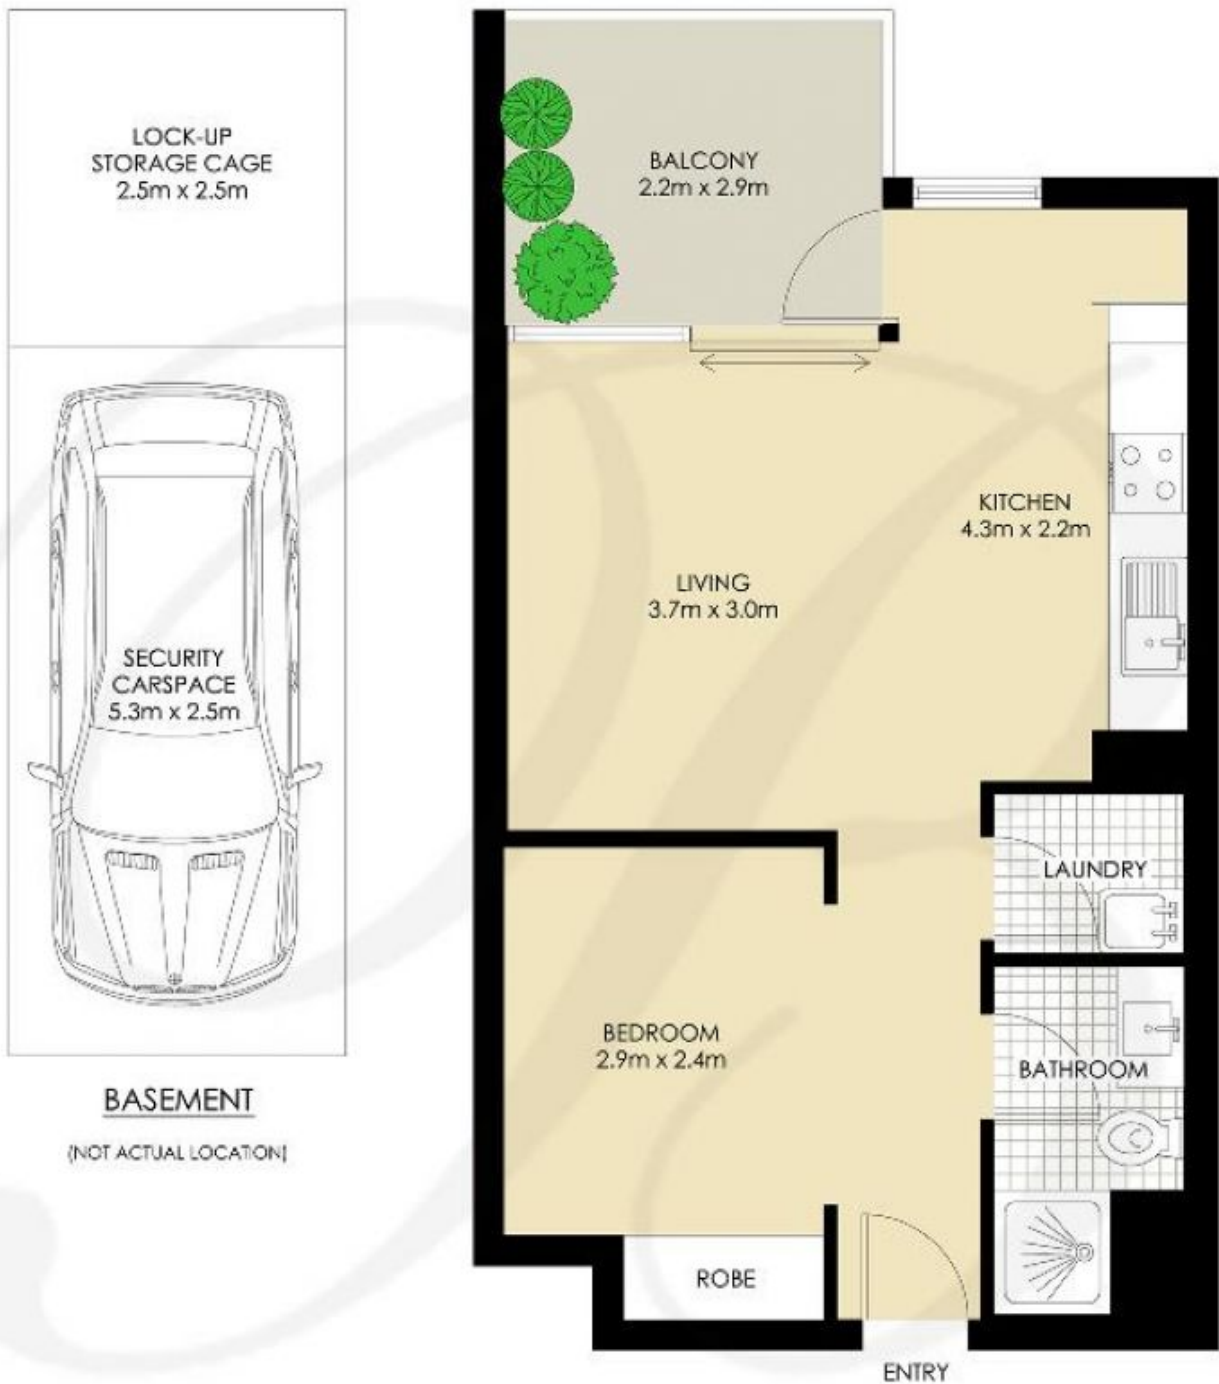 LOCK-UP
STORAGE CAGE
2.5m x 2.5m
SECURITY
CARSPACE
5.3m x 2.5m
BASEMENT
(NOT ACTUAL LOCATION)
BALCONY
2.2m x 2.9m
KITCHEN
4.3m x 2.2m
LIVING
3.7m x 3.0m
LAUNDRY
BEDROOM
2.9m x 2.4m
BATHROOM
ROBE
ENTRY